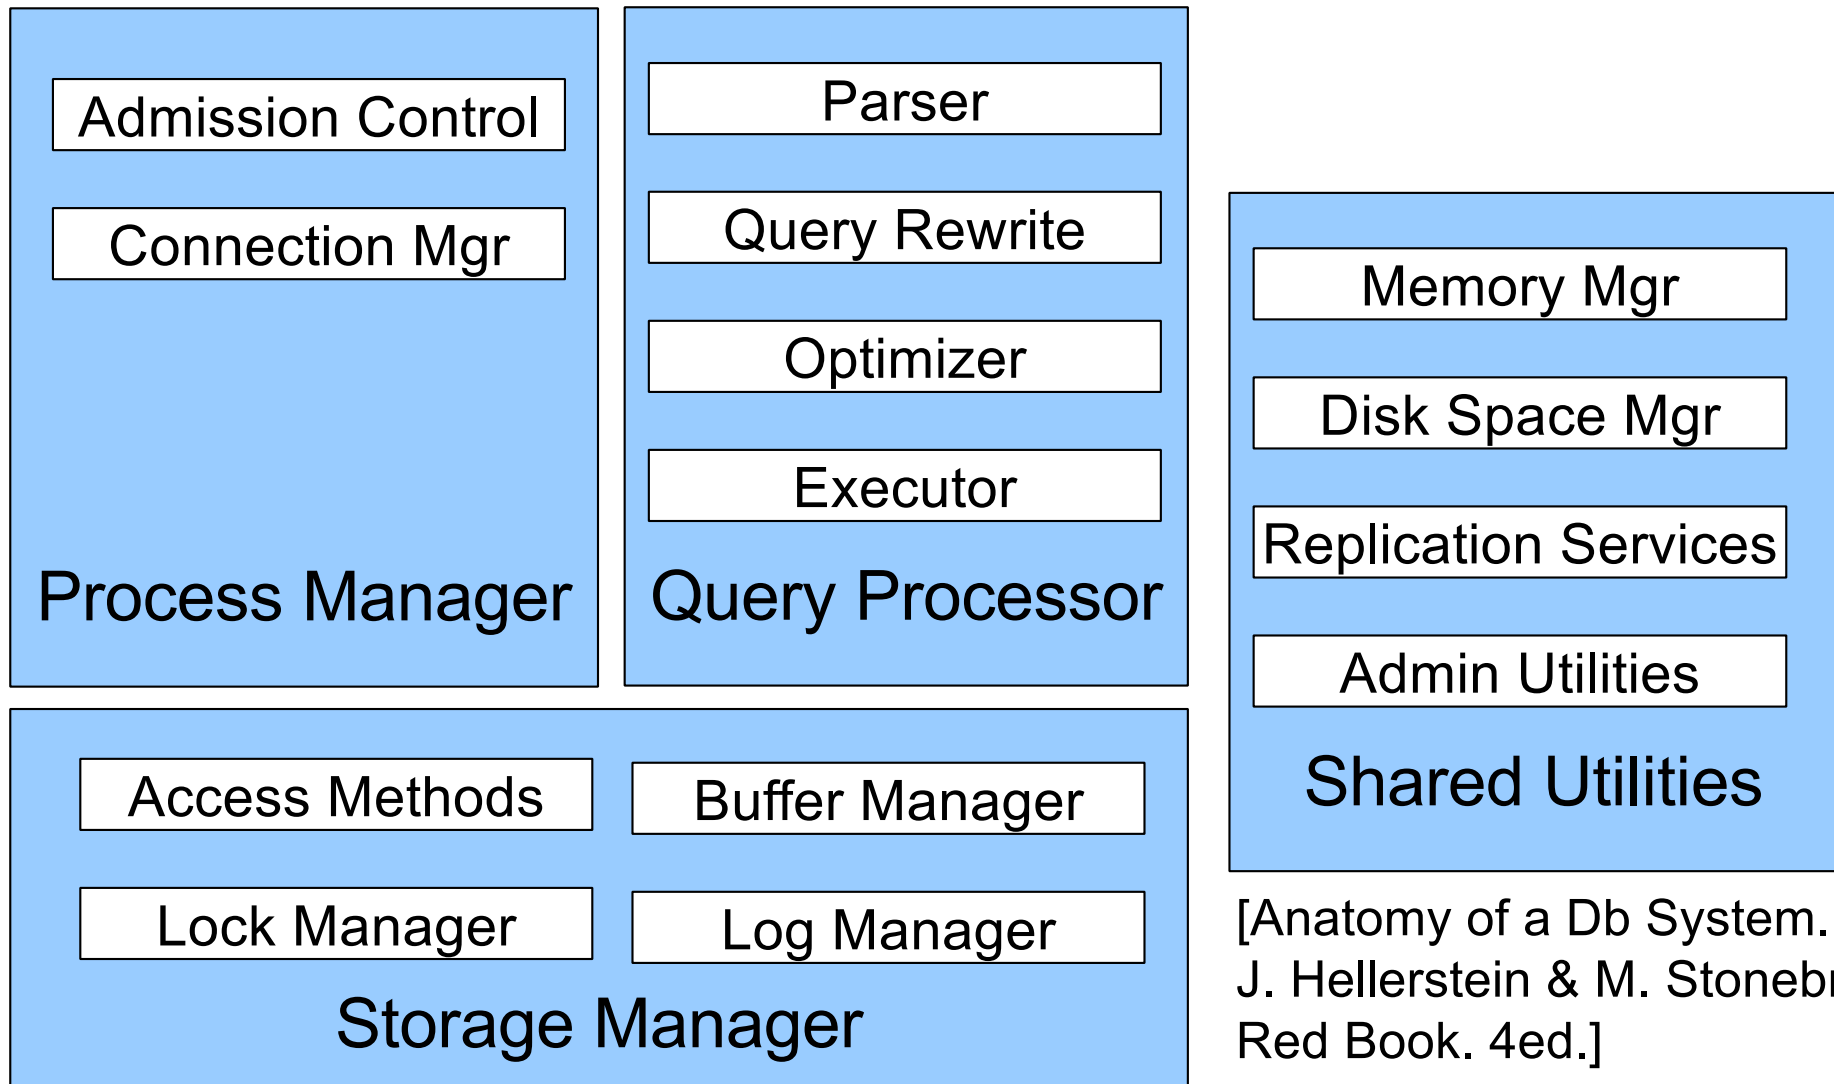 Admission Control
Connection Mgr
Process Manager
Parser
Query Rewrite
Optimizer
Executor
Query Processor
Memory Mgr
Disk Space Mgr
Replication Services
Admin Utilities
Shared Utilities
Access Methods
Buffer Manager
Lock Manager
Log Manager
Storage Manager
[Anatomy of a Db System.
J. Hellerstein & M.
Red Book. 4ed.]